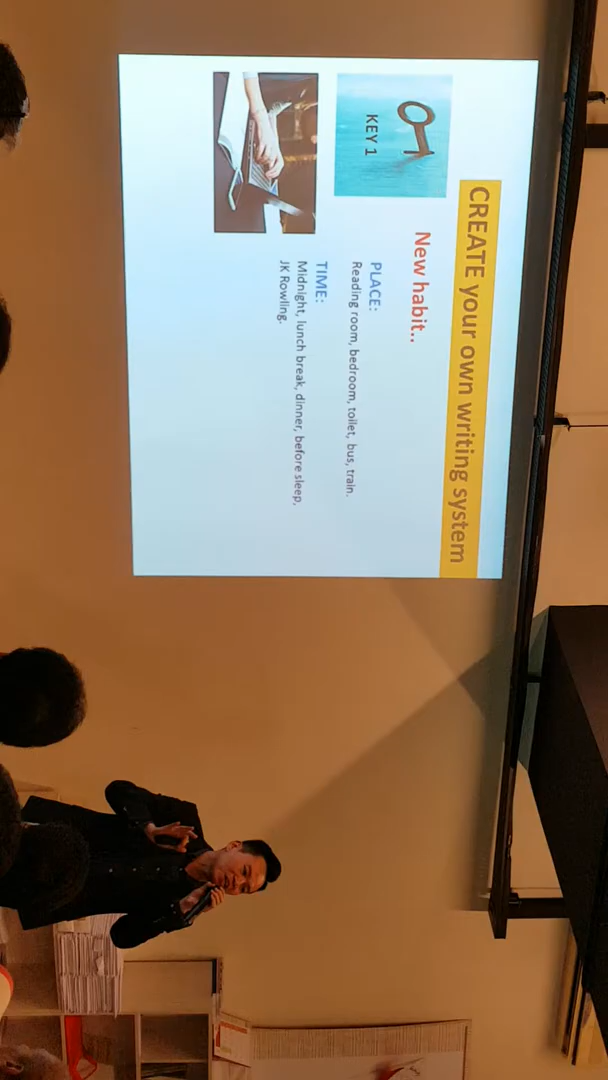 CREATE your own writing system
New habit..
KEY 1
PLACE:
Reading room, bedroom, toilet, bus, train.
TIME:
Midnight, lunch break, dinner, before sleep,
JK Rowling.